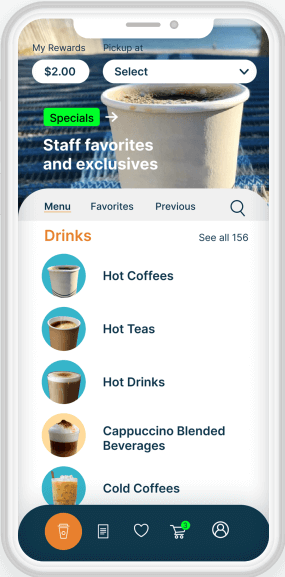 My Rewards
Pickup at
$2.00
Select
Specials
Staff favorites
and exclusives
Menu
Favorites
Previous
Drinks
See all 156
Hot Coffees
Hot Teas
Hot Drinks
Cappuccino Blended
Beverages
Cold Coffees